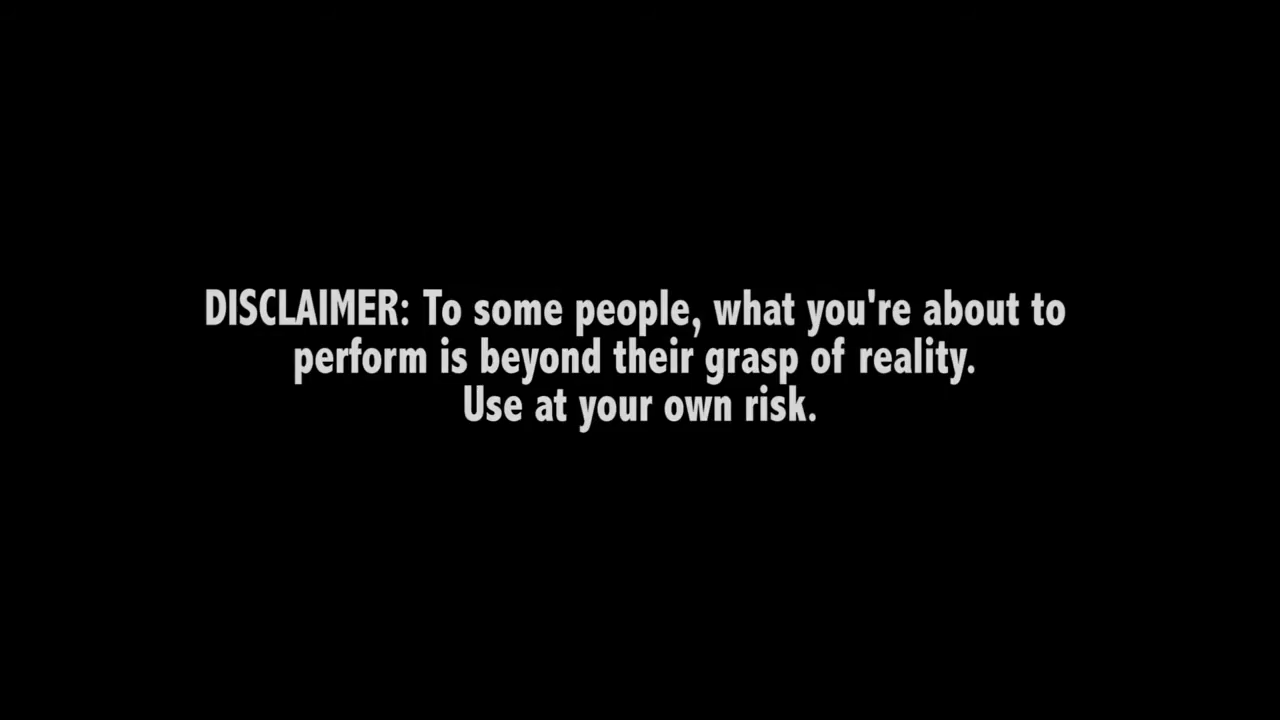 DISCLAIMER: To some people, what you're about to
perform is beyond their grasp of reality.
Use at your own risk.